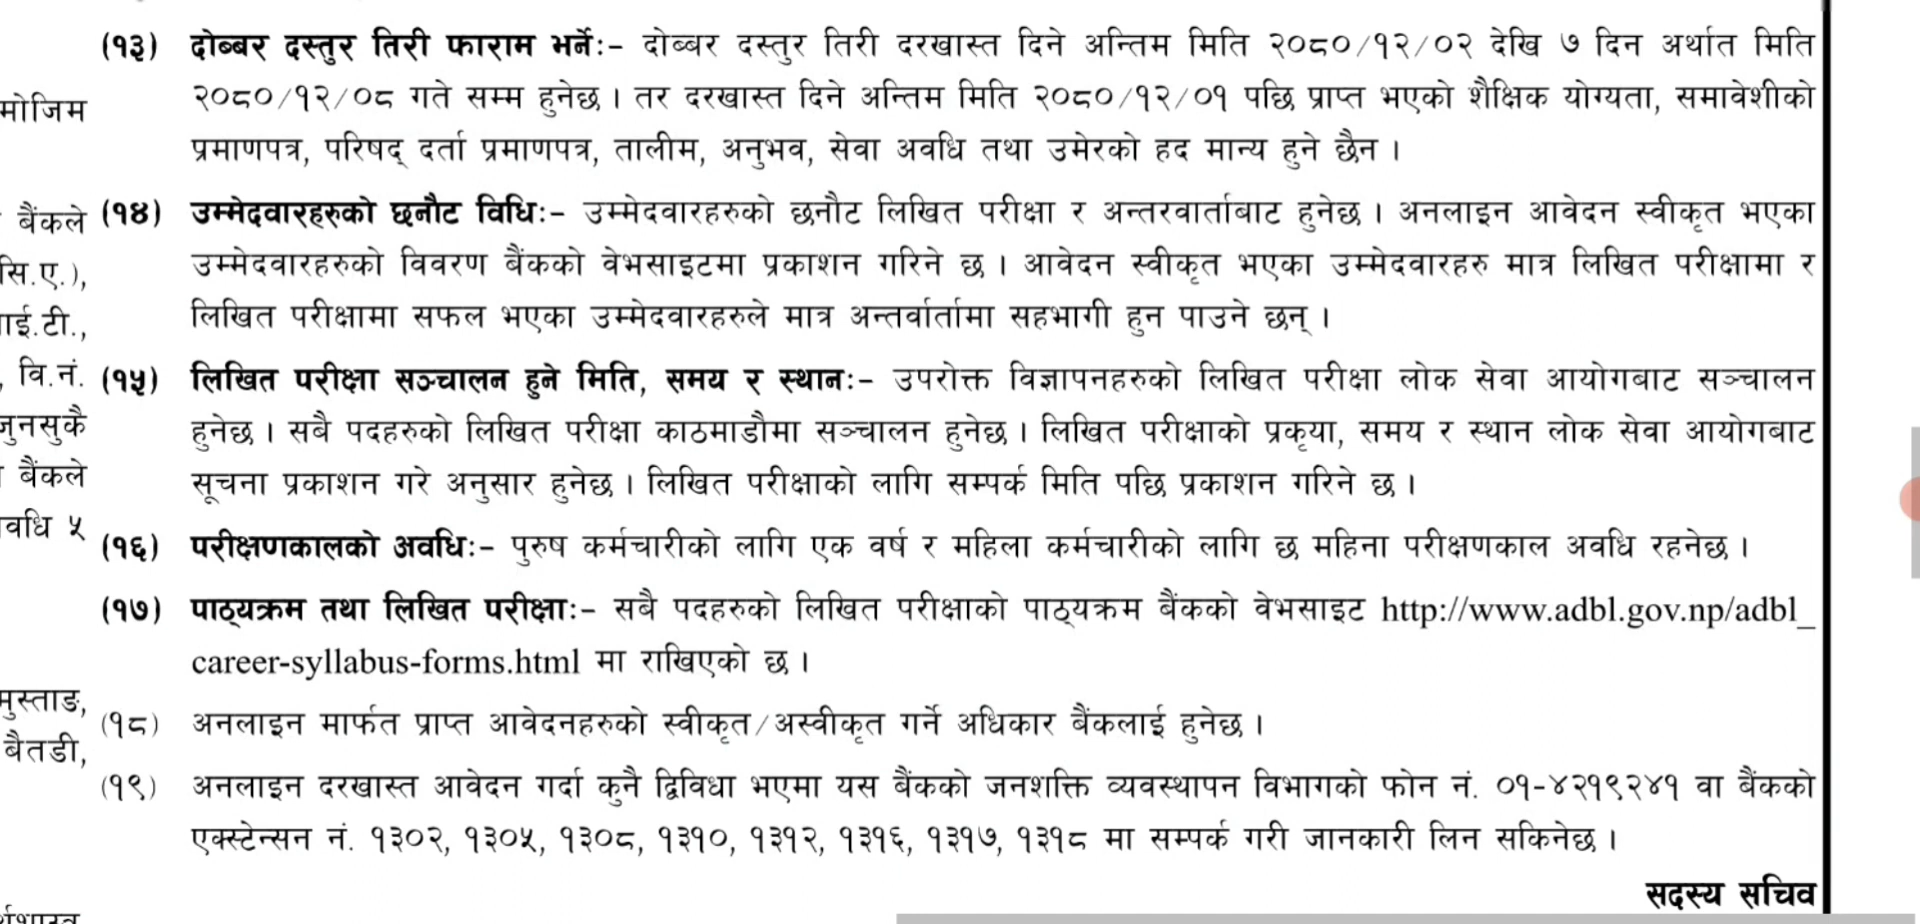 (१३) दोब्बर दस्तुर तिरी फाराम भर्नेः- दोब्बर दस्तुर तिरी दरखास्त दिने अन्तिम मिति २०८०/१२/०२ देखि ७ दिन अर्थात मिति
२०८०/१२/०८ गते सम्म हुनेछ । तर दरखास्त दिने अन्तिम मिति २०८०/१२/०१ पछि प्राप्त भएको शैक्षिक योग्यता, समावेशीको
प्रमाणपत्र, परिषद् दर्ता प्रमाणपत्र, तालीम, अनुभव, सेवा अवधि तथा उमेरको हद मान्य हुने छैन ।
(१४) उम्मेदवारहरुको छनौट विधिः- उम्मेदवारहरुको छनौट लिखित परीक्षा र अन्तरवार्ताबाट हुनेछ । अनलाइन आवेदन स्वीकृत भएका
उम्मेदवारहरुको विवरण बैंकको वेभसाइटमा प्रकाशन गरिने छ । आवेदन स्वीकृत भएका उम्मेदवारहरु मात्र लिखित परीक्षामा र
लिखित परीक्षामा सफल भएका उम्मेदवारहरुले मात्र अन्तर्वार्तामा सहभागी हुन पाउने छन् ।
(१५) लिखित परीक्षा सञ्चालन हुने मिति, समय र स्थानः- उपरोक्त विज्ञापनहरुको लिखित परीक्षा लोक सेवा आयोगबाट सञ्चालन
हुनेछ । सबै पदहरुको लिखित परीक्षा काठमाडौमा सञ्चालन हुनेछ । लिखित परीक्षाको प्रकृया, समय र स्थान लोक सेवा आयोगबाट
सूचना प्रकाशन गरे अनुसार हुनेछ । लिखित परीक्षाको लागि सम्पर्क मिति पछि प्रकाशन गरिने छ ।
(१६) परीक्षणकालको अवधिः- पुरुष कर्मचारीको लागि एक वर्ष र महिला कर्मचारीको लागि छ महिना परीक्षणकाल अवधि रहनेछ ।
(१७) पाठ्यक्रम तथा लिखित परीक्षाः- सबै पदहरुको लिखित परीक्षाको पाठ्यक्रम बैंकको वेभसाइट http://www.adbl.gov.np/adbl_
career-syllabus-forms.html मा राखिएको छ ।
(१८) अनलाइन मार्फत प्राप्त आवेदनहरुको स्वीकृत/अस्वीकृत गर्ने अधिकार बैंकलाई हुनेछ ।
(१९) अनलाइन दरखास्त आवेदन गर्दा कुनै द्विविधा भएमा यस बैंकको जनशक्ति व्यवस्थापन विभागको फोन नं. ०१-४२१९२४१ वा बैंकको
एक्स्टेन्सन नं. १३०२, १३०५, १३०८, १३१०, १३१२, १३१६, १३१७, १३१८ मा सम्पर्क गरी जानकारी लिन सकिनेछ ।
सदस्य सचिव
मोजिम
बैंकले
सि.ए.),
ाई.टी.,
, वि.नं.
जुनसुकै
बैंकले
वधि ५
मुस्ताङ,
बैतडी,